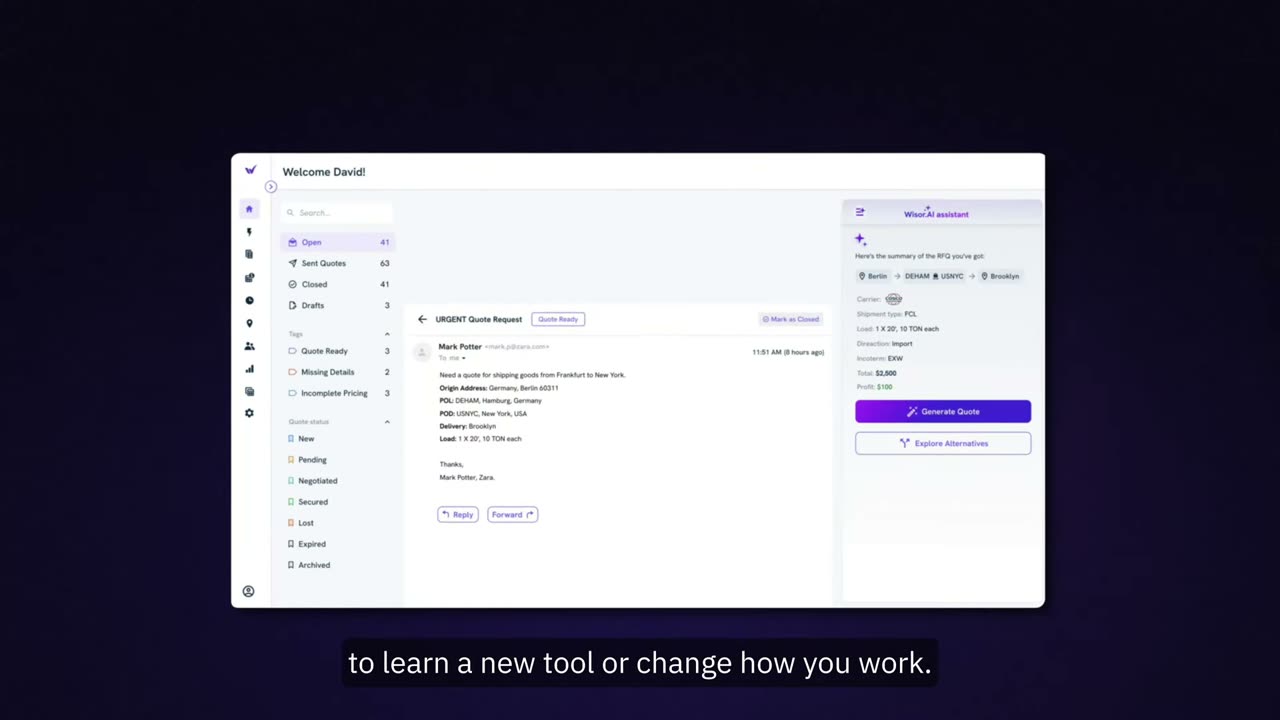 Welcome David!
Search...
Open 41
Sent Quotes 63
Closed 41
Drafts 3
Tags
Quote Ready 3
Missing Details 2
Incomplete Pricing 3
Quote status
New
Pending
Negotiated
Secured
Lost
Expired
Archived
URGENT Quote Request Quote Ready Mark as Closed
Mark Potter <mark.p@zara.com>
To me
11:51 AM (8 hours ago)
Need a quote for shipping goods from Frankfurt to New York.
Origin Address: Germany, Berlin 60311
POL: DEHAM, Hamburg, Germany
POD: USNYC, New York, USA
Delivery: Brooklyn
Load: 1 X 20', 10 TON each
Thanks,
Mark Potter, Zara.
Reply Forward
Wisor.AI assistant
Here's the summary of the RFQ you've got:
Berlin DEHAM USNYC Brooklyn
Carrier:
Shipment type: FCL
Load: 1 X 20', 10 TON each
Direaction: Import
Incoterm: EXW
Total: $2,500
Profit: $100
Generate Quote
Explore Alternatives
to learn a new tool or change how you work.